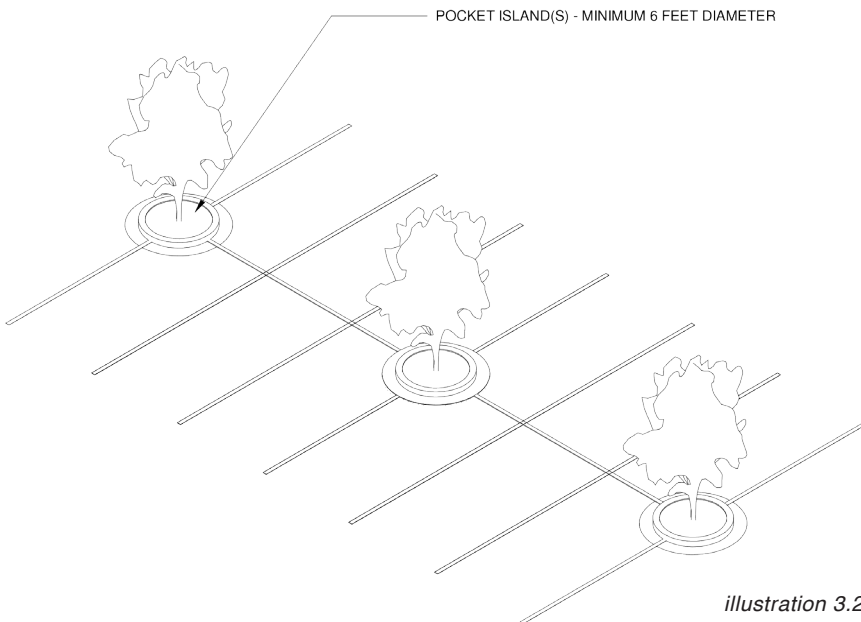 POCKET ISLAND(S) - MINIMUM 6 FEET DIAMETER
illustration 3.2